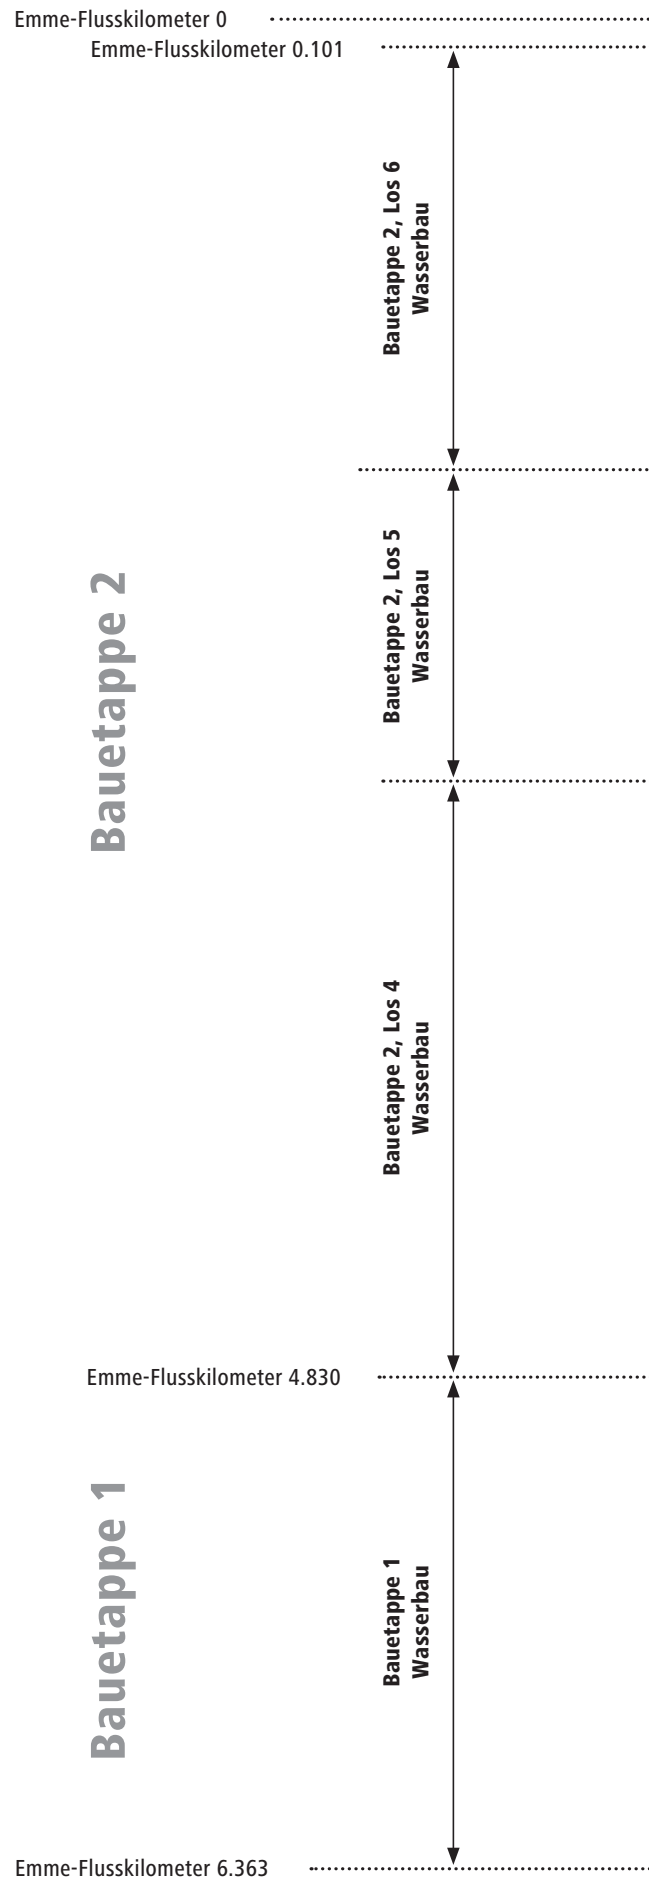 Emme-Flusskilometer 0
Emme-Flusskilometer 0.101
Bauetappe 2, Los 6
Wasserbau
Bauetappe 2
Bauetappe 2, Los 5
Wasserbau
Bauetappe 2, Los 4
Wasserbau
Emme-Flusskilometer 4.830
Bauetappe 1
Bauetappe 1
Wasserbau
Emme-Flusskilometer 6.363